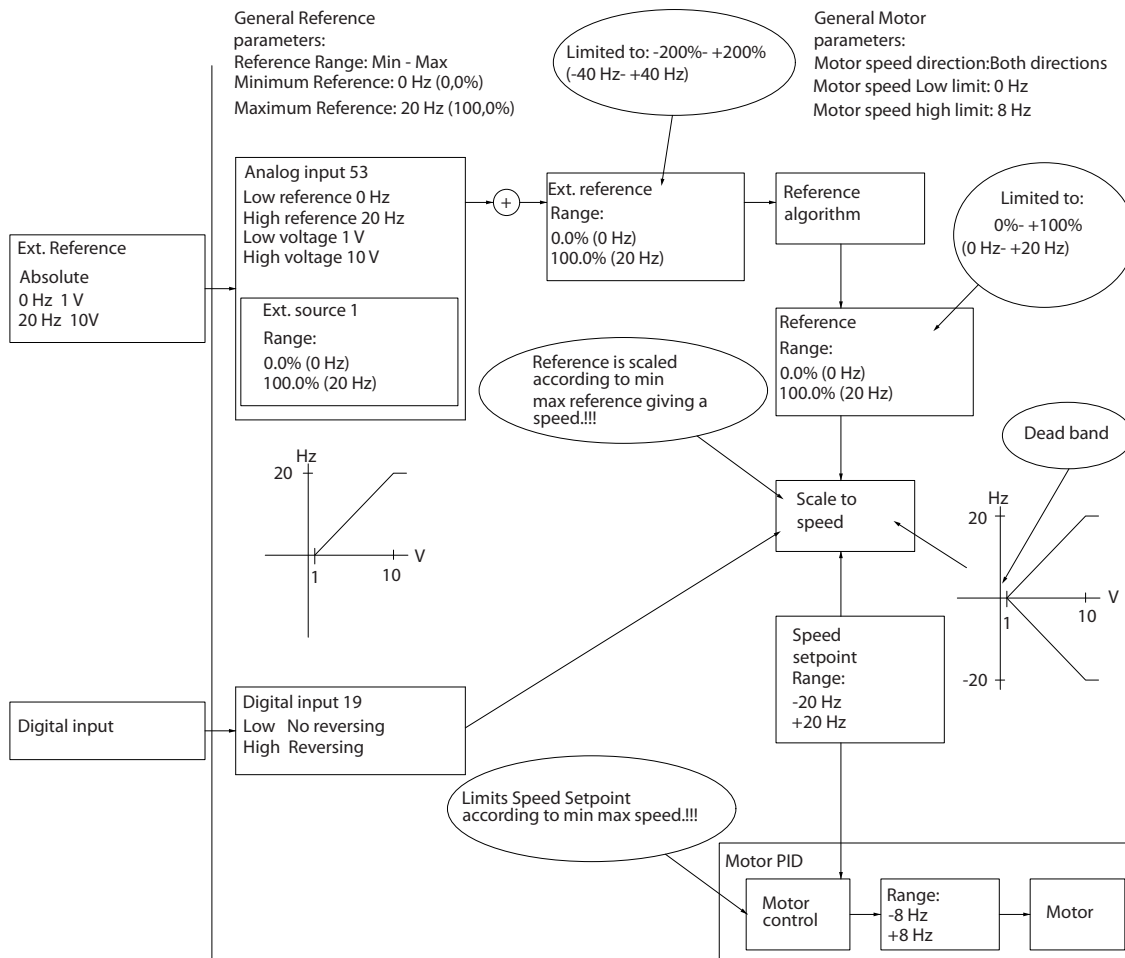 General Reference
parameters:
Reference Range: Min - Max
Minimum Reference: 0 Hz (0,0%)
Maximum Reference: 20 Hz (100,0%)
Limited to: -200%- +200%
(-40 Hz- +40 Hz)
General Motor
parameters:
Motor speed direction:Both directions
Motor speed Low limit: 0 Hz
Motor speed high limit: 8 Hz
Ext. Reference
Absolute
0 Hz 1 V
20 Hz 10V
Analog input 53
Low reference 0 Hz
High reference 20 Hz
Low voltage 1 V
High voltage 10 V
Ext. source 1
Range:
0.0% (0 Hz)
100.0% (20 Hz)
+
Ext. reference
Range:
0.0% (0 Hz)
100.0% (20 Hz)
Reference
algorithm
Limited to:
0%- +100%
(0 Hz- +20 Hz)
Reference
Range:
0.0% (0 Hz)
100.0% (20 Hz)
Reference is scaled
according to min
max reference giving a
speed.!!!
Dead band
Hz
20
V
1
10
Scale to
speed
Hz
20
V
1
10
-20
Speed
setpoint
Range:
-20 Hz
+20 Hz
Digital input
Digital input 19
Low No reversing
High Reversing
Limits Speed Setpoint
according to min max speed.!!!
Motor PID
Motor
control
Range:
-8 Hz
+8 Hz
Motor